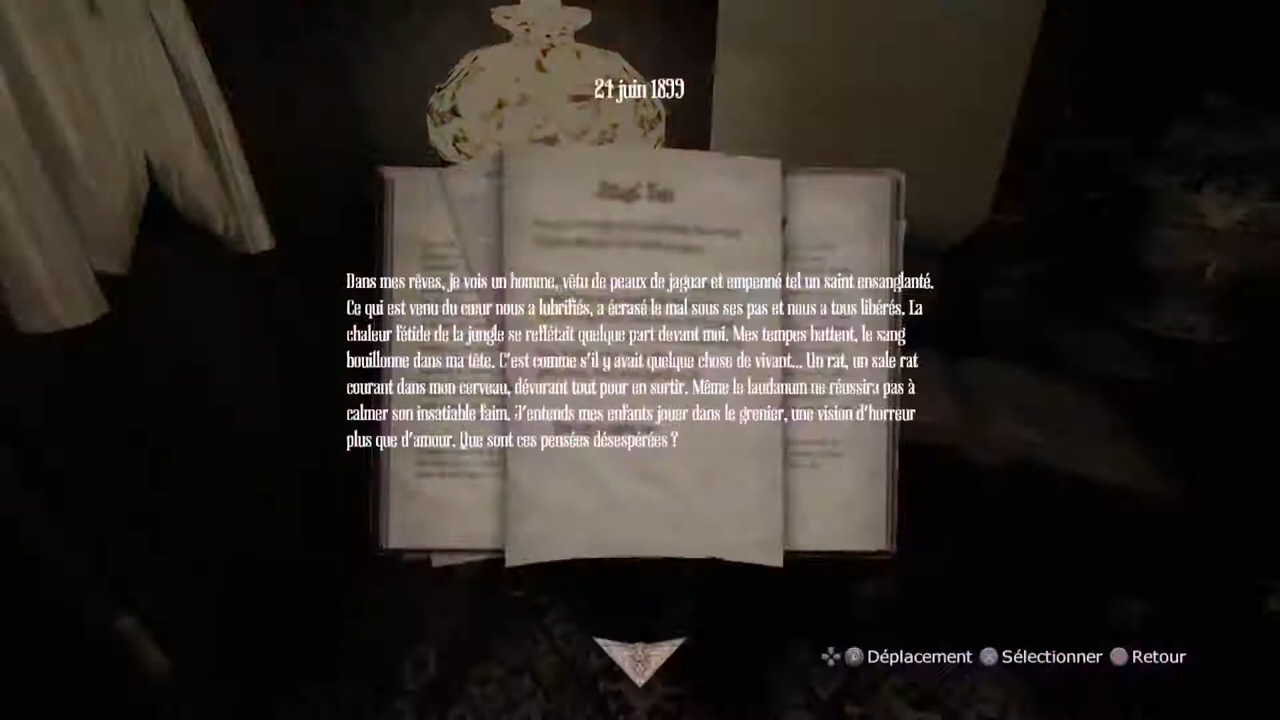 24 juin 1899
Dans mes rêves, je vois un homme, vêtu de peaux de jaguar et empenné tel un saint ensanglanté.
Ce qui est venu du cœur nous a lubrifiés, a écrasé le mal sous ses pas et nous a tous libérés. La
chaleur fétide de la jungle se reflétait quelque part devant moi. Mes tempes battent, le sang
bouillonne dans ma tête. C'est comme s'il y avait quelque chose de vivant... Un rat, un sale rat
courant dans mon cerveau, dévorant tout pour en sortir. Même le laudanum ne réussira pas à
calmer son insatiable faim. J'entends mes enfants jouer dans le grenier, une vision d'horreur
plus que d'amour. Que sont ces pensées désespérées ?
Déplacement Sélectionner Retour